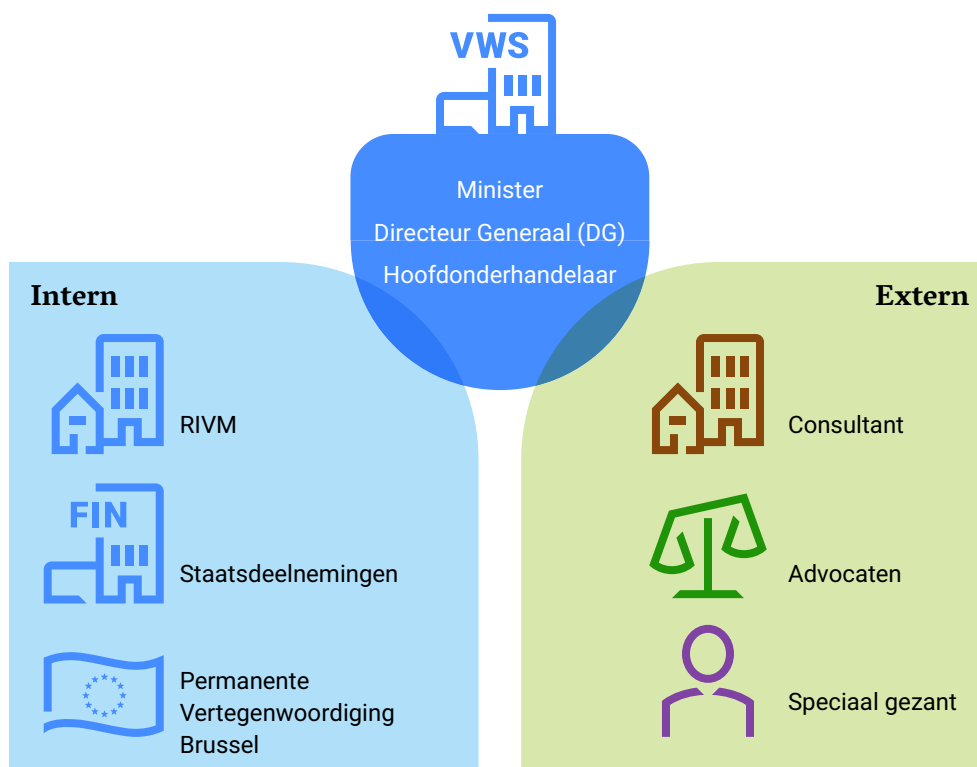 VWS
Minister
Directeur Generaal (DG)
Hoofdonderhandelaar
Intern
RIVM
FIN
Staatsdeelnemingen
Permanente
Vertegenwoordiging
Brussel
Extern
Consultant
Advocaten
Speciaal gezant